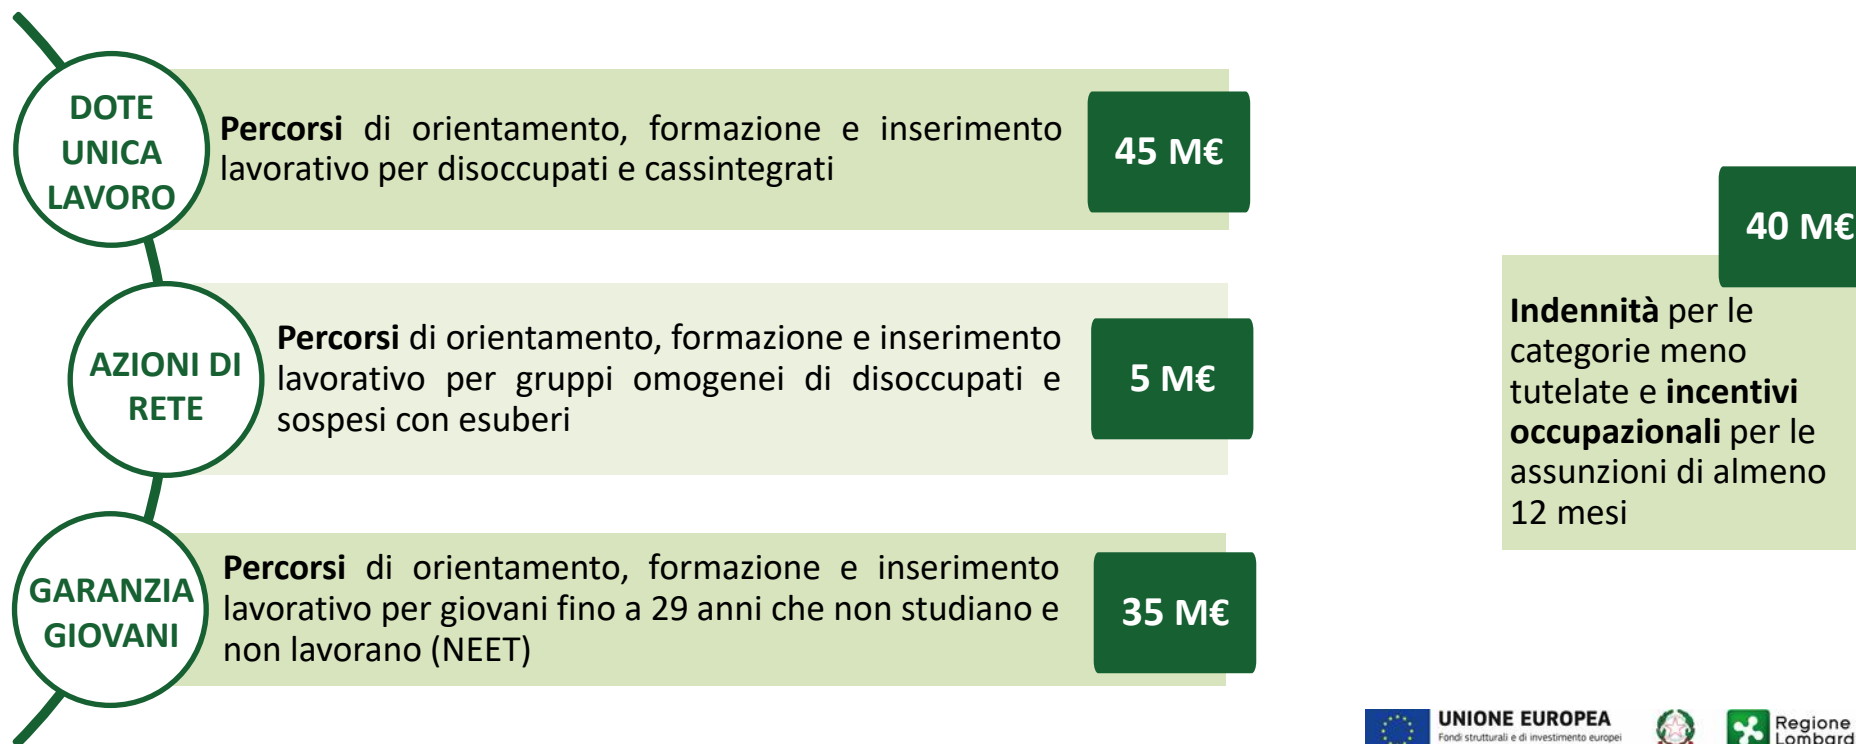 DOTE
UNICA
LAVORO
Percorsi di orientamento, formazione e inserimento
lavorativo per disoccupati e cassintegrati
45 M€
AZIONI DI
RETE
Percorsi di orientamento, formazione e inserimento
lavorativo per gruppi omogenei di disoccupati e
sospesi con esuberi
5 M€
GARANZIA
GIOVANI
Percorsi di orientamento, formazione e inserimento
lavorativo per giovani fino a 29 anni che non studiano e
non lavorano (NEET)
35 M€
40 M€
Indennità per le
categorie meno
tutelate e incentivi
occupazionali per le
assunzioni di almeno
12 mesi
UNIONE EUROPEA
Fondi strutturali e di investimento europei
Regione
Lombard